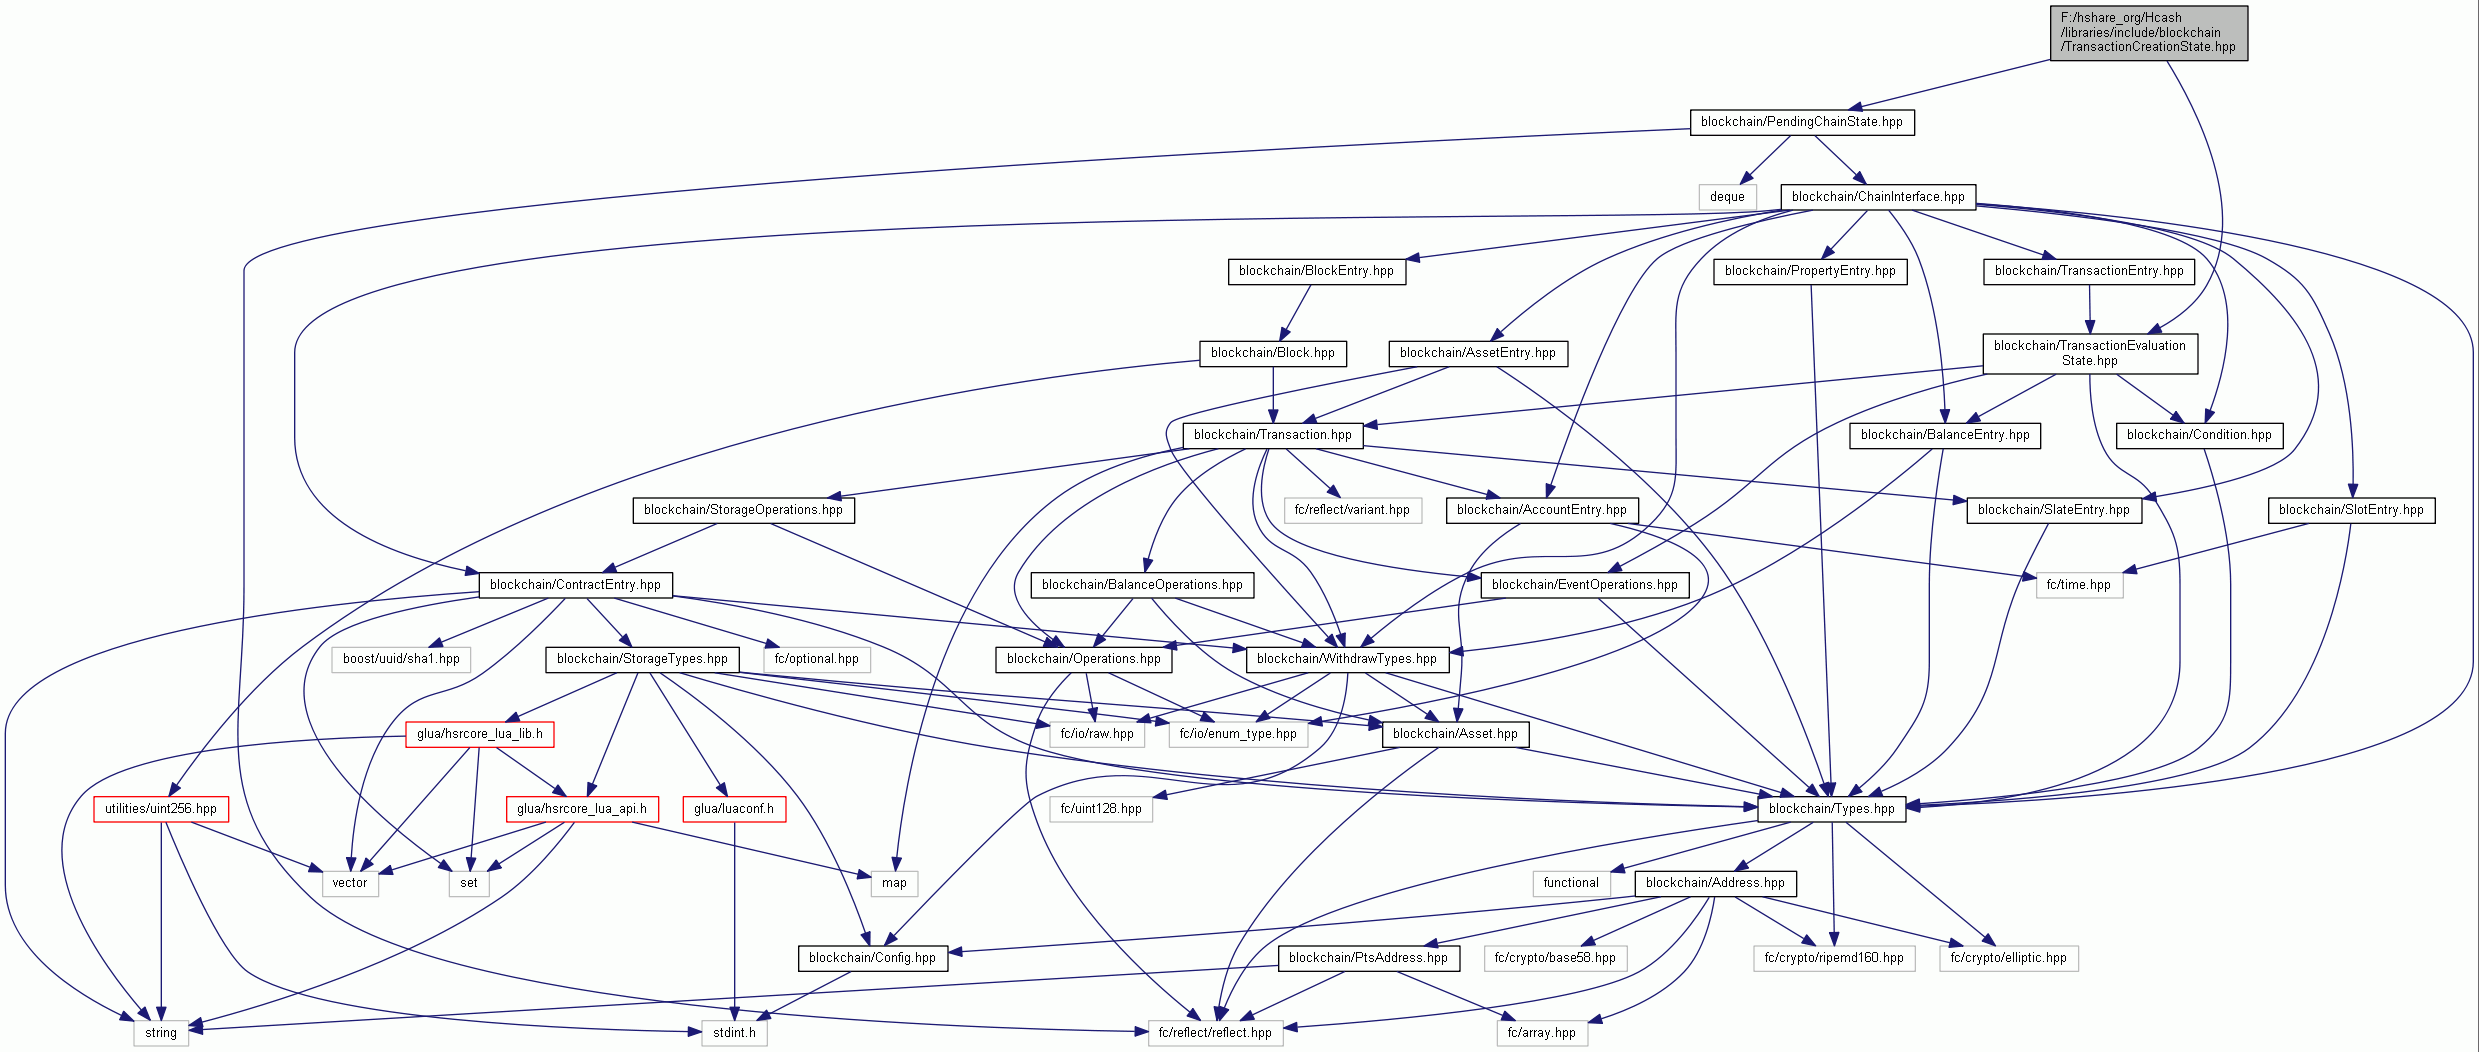 F:/hshare_org/Hcash
/libraries/include/blockchain
/TransactionCreationState.hpp
blockchain/PendingChainState.hpp
deque
blockchain/ChainInterface.hpp
blockchain/BlockEntry.hpp
blockchain/PropertyEntry.hpp
blockchain/TransactionEntry.hpp
blockchain/Block.hpp
blockchain/AssetEntry.hpp
blockchain/TransactionEvaluation
State.hpp
blockchain/Transaction.hpp
blockchain/BalanceEntry.hpp
blockchain/Condition.hpp
blockchain/StorageOperations.hpp
fc/reflect/variant.hpp
blockchain/AccountEntry.hpp
blockchain/SlateEntry.hpp
blockchain/SlotEntry.hpp
blockchain/ContractEntry.hpp
blockchain/BalanceOperations.hpp
blockchain/EventOperations.hpp
fc/time.hpp
boost/uuid/sha1.hpp
blockchain/StorageTypes.hpp
fc/optional.hpp
blockchain/Operations.hpp
blockchain/WithdrawTypes.hpp
glua/hsrcore_lua_lib.h
fc/io/raw.hpp
fc/io/enum_type.hpp
blockchain/Asset.hpp
utilities/uint256.hpp
glua/hsrcore_lua_api.h
glua/luaconf.h
fc/uint128.hpp
blockchain/Types.hpp
vector
set
map
functional
blockchain/Address.hpp
blockchain/Config.hpp
blockchain/PtsAddress.hpp
fc/crypto/base58.hpp
fc/crypto/ripemd160.hpp
fc/crypto/elliptic.hpp
string
stdint.h
fc/reflect/reflect.hpp
fc/array.hpp